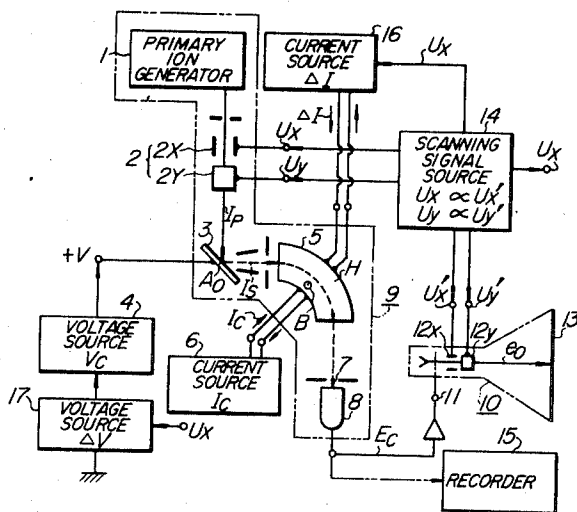 1
PRIMARY
ION
GENERATOR
16
CURRENT
SOURCE
ΔI
Ux
14
SCANNING
SIGNAL
SOURCE
Ux ∝ Ux'
Uy ∝ Uy'
Ux
ΔI
2
2X
2Y
Ux
Uy
Ip
3
5
H
+V
Ao
Is
Ic
B
9
Ux'
Uy'
13
12x
12y
eo
10
11
4
VOLTAGE
SOURCE
Vc
6
CURRENT
SOURCE
Ic
7
8
17
VOLTAGE
SOURCE
ΔV
Ux
Ec
15
RECORDER